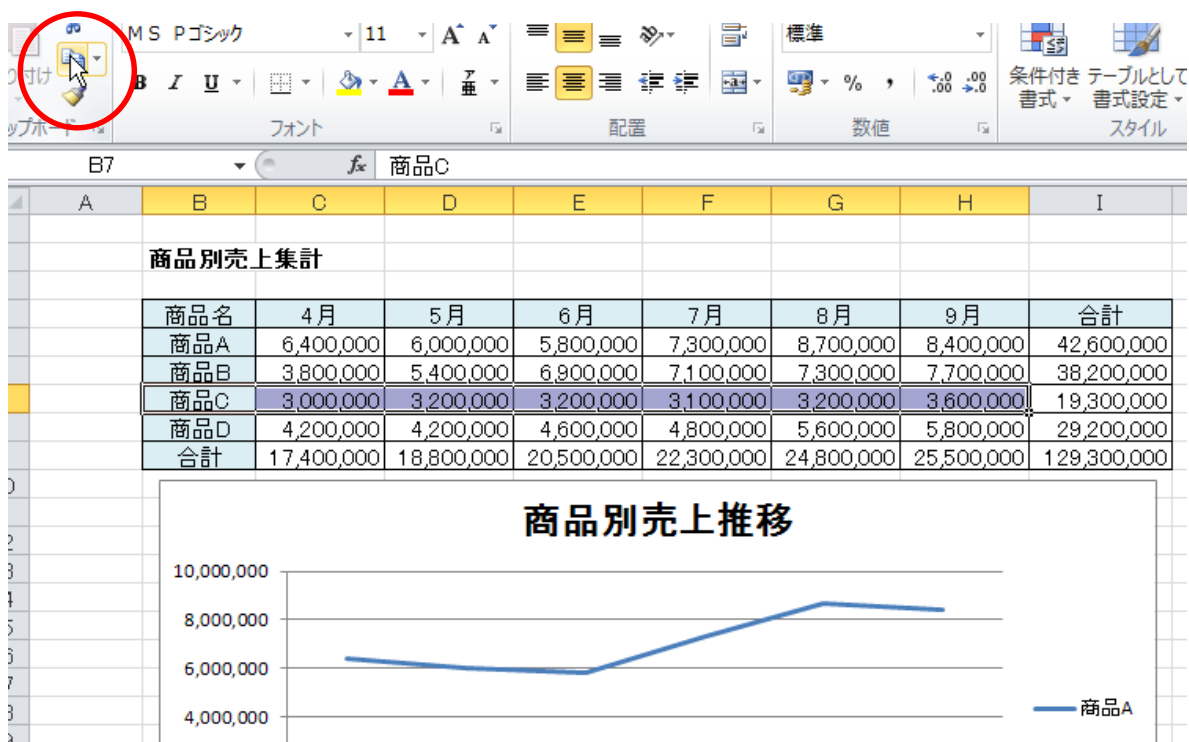 ＭＳ Ｐゴシック 11 標準
り付け B I U 条件付き テーブルとして
書式 書式設定
ップボード フォント 配置 数値 スタイル
B7 fx 商品C
A B C D E F G H I
商品別売上集計
商品名 4月 5月 6月 7月 8月 9月 合計
商品A 6,400,000 6,000,000 5,800,000 7,300,000 8,700,000 8,400,000 42,600,000
商品B 3,800,000 5,400,000 6,900,000 7,100,000 7,300,000 7,700,000 38,200,000
商品C 3,000,000 3,200,000 3,200,000 3,100,000 3,200,000 3,600,000 19,300,000
商品D 4,200,000 4,200,000 4,600,000 4,800,000 5,600,000 5,800,000 29,200,000
合計 17,400,000 18,800,000 20,500,000 22,300,000 24,800,000 25,500,000 129,300,000
商品別売上推移
10,000,000
8,000,000
6,000,000
4,000,000
商品A